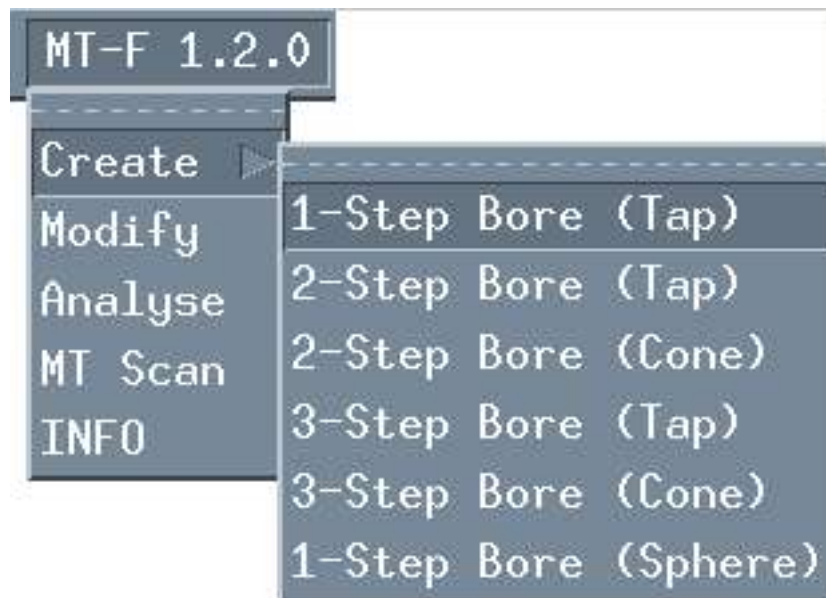 MT-F 1.2.0
Create
Modify
Analyse
MT Scan
INFO
1-Step Bore (Tap)
2-Step Bore (Tap)
2-Step Bore (Cone)
3-Step Bore (Tap)
3-Step Bore (Cone)
1-Step Bore (Sphere)